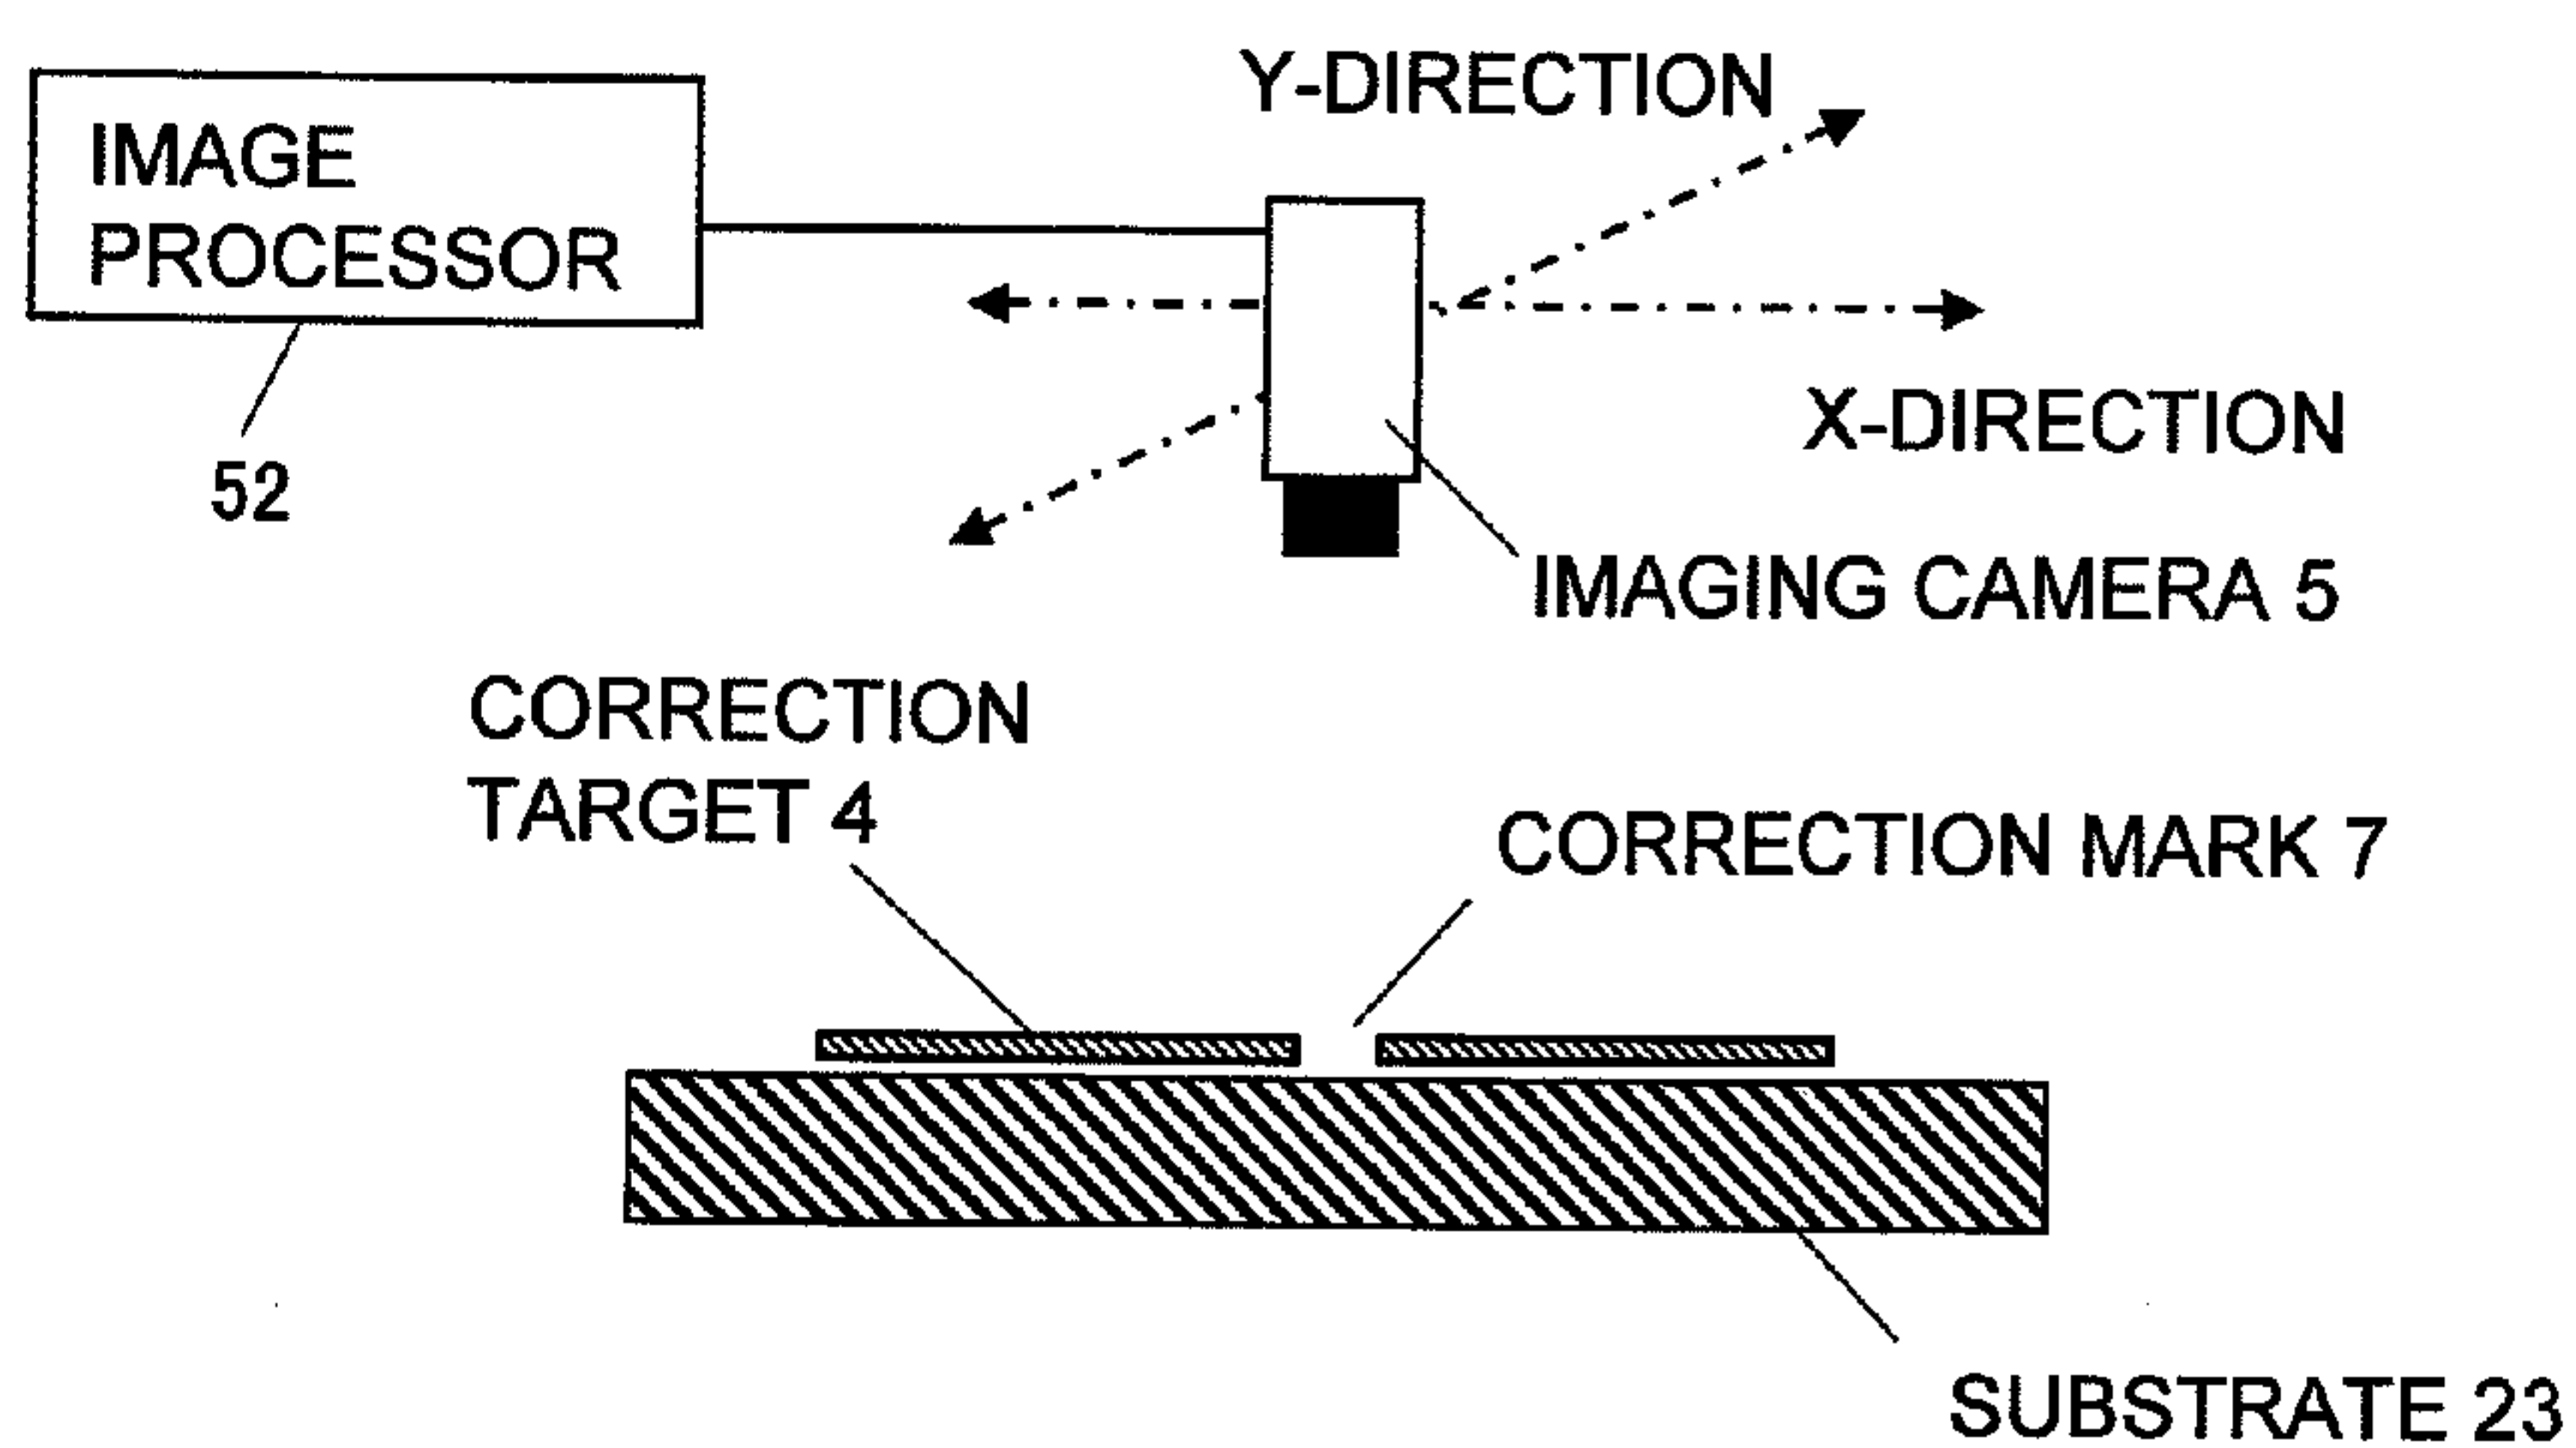 Y-DIRECTION
IMAGE
PROCESSOR
X-DIRECTION
52
IMAGING CAMERA 5
CORRECTION
TARGET 4
CORRECTION MARK 7
SUBSTRATE 23